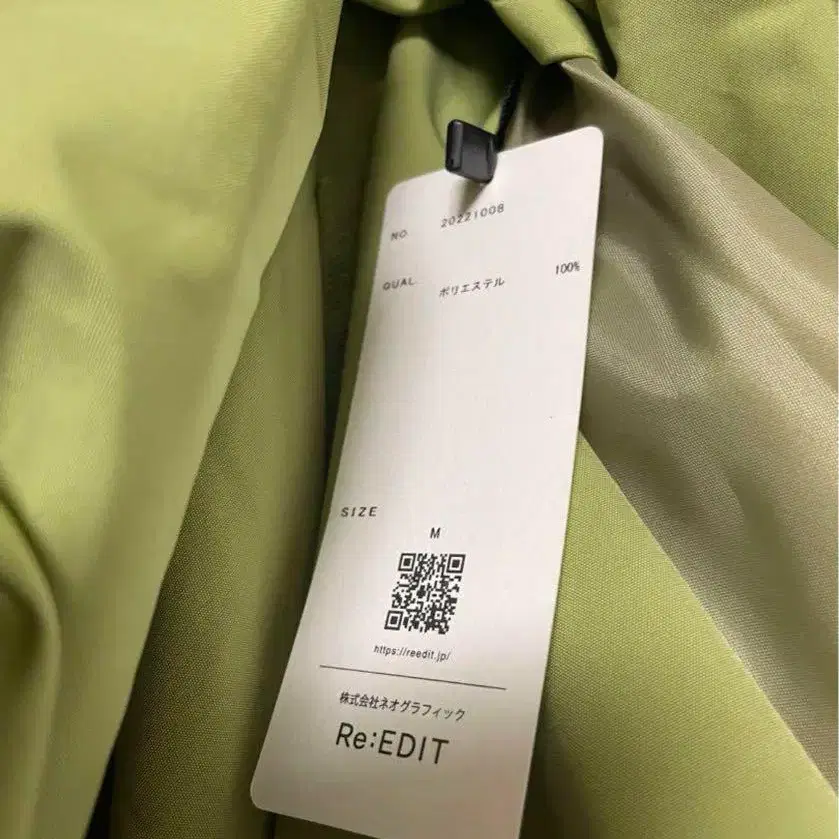 NO. 20221008
QUAL. ポリエステル 100%
SIZE
M
https://reedit.jp/
株式会社ネオグラフィック
Re:EDIT